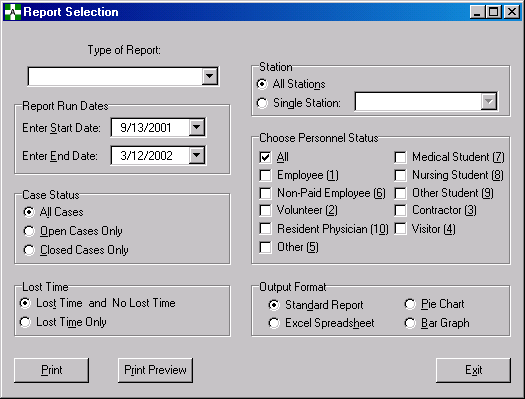 Report Selection
Type of Report:
Report Run Dates
Enter Start Date: 9/13/2001
Enter End Date: 3/12/2002
Case Status
All Cases
Open Cases Only
Closed Cases Only
Lost Time
Lost Time and No Lost Time
Lost Time Only
Station
All Stations
Single Station:
Choose Personnel Status
All
Employee (1)
Non-Paid Employee (6)
Volunteer (2)
Resident Physician (10)
Other (5)
Medical Student (7)
Nursing Student (8)
Other Student (9)
Contractor (3)
Visitor (4)
Output Format
Standard Report
Excel Spreadsheet
Pie Chart
Bar Graph
Print
Print Preview
Exit